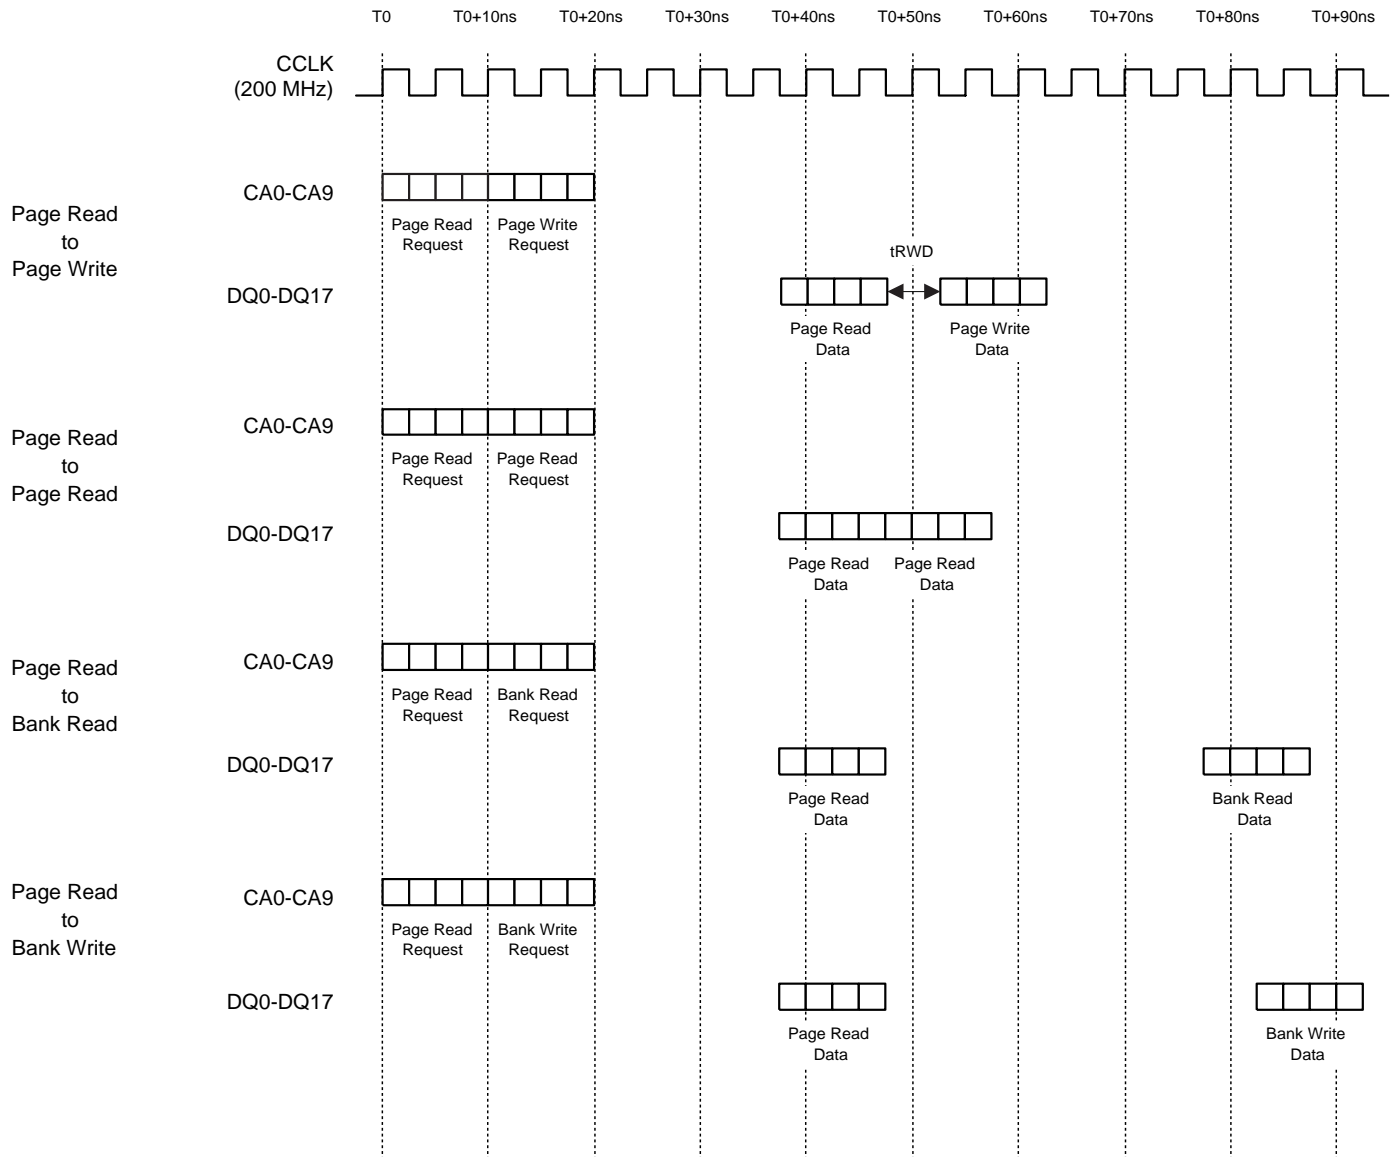 T0 T0+10ns T0+20ns T0+30ns T0+40ns T0+50ns T0+60ns T0+70ns T0+80ns T0+90ns
CCLK
(200 MHz)
Page Read
to
Page Write
CA0-CA9
Page Read Page Write
Request Request
tRWD
DQ0-DQ17
Page Read Page Write
Data Data
Page Read
to
Page Read
CA0-CA9
Page Read Page Read
Request Request
DQ0-DQ17
Page Read Page Read
Data Data
Page Read
to
Bank Read
CA0-CA9
Page Read Bank Read
Request Request
DQ0-DQ17
Page Read Bank Read
Data Data
Page Read
to
Bank Write
CA0-CA9
Page Read Bank Write
Request Request
DQ0-DQ17
Page Read Bank Write
Data Data